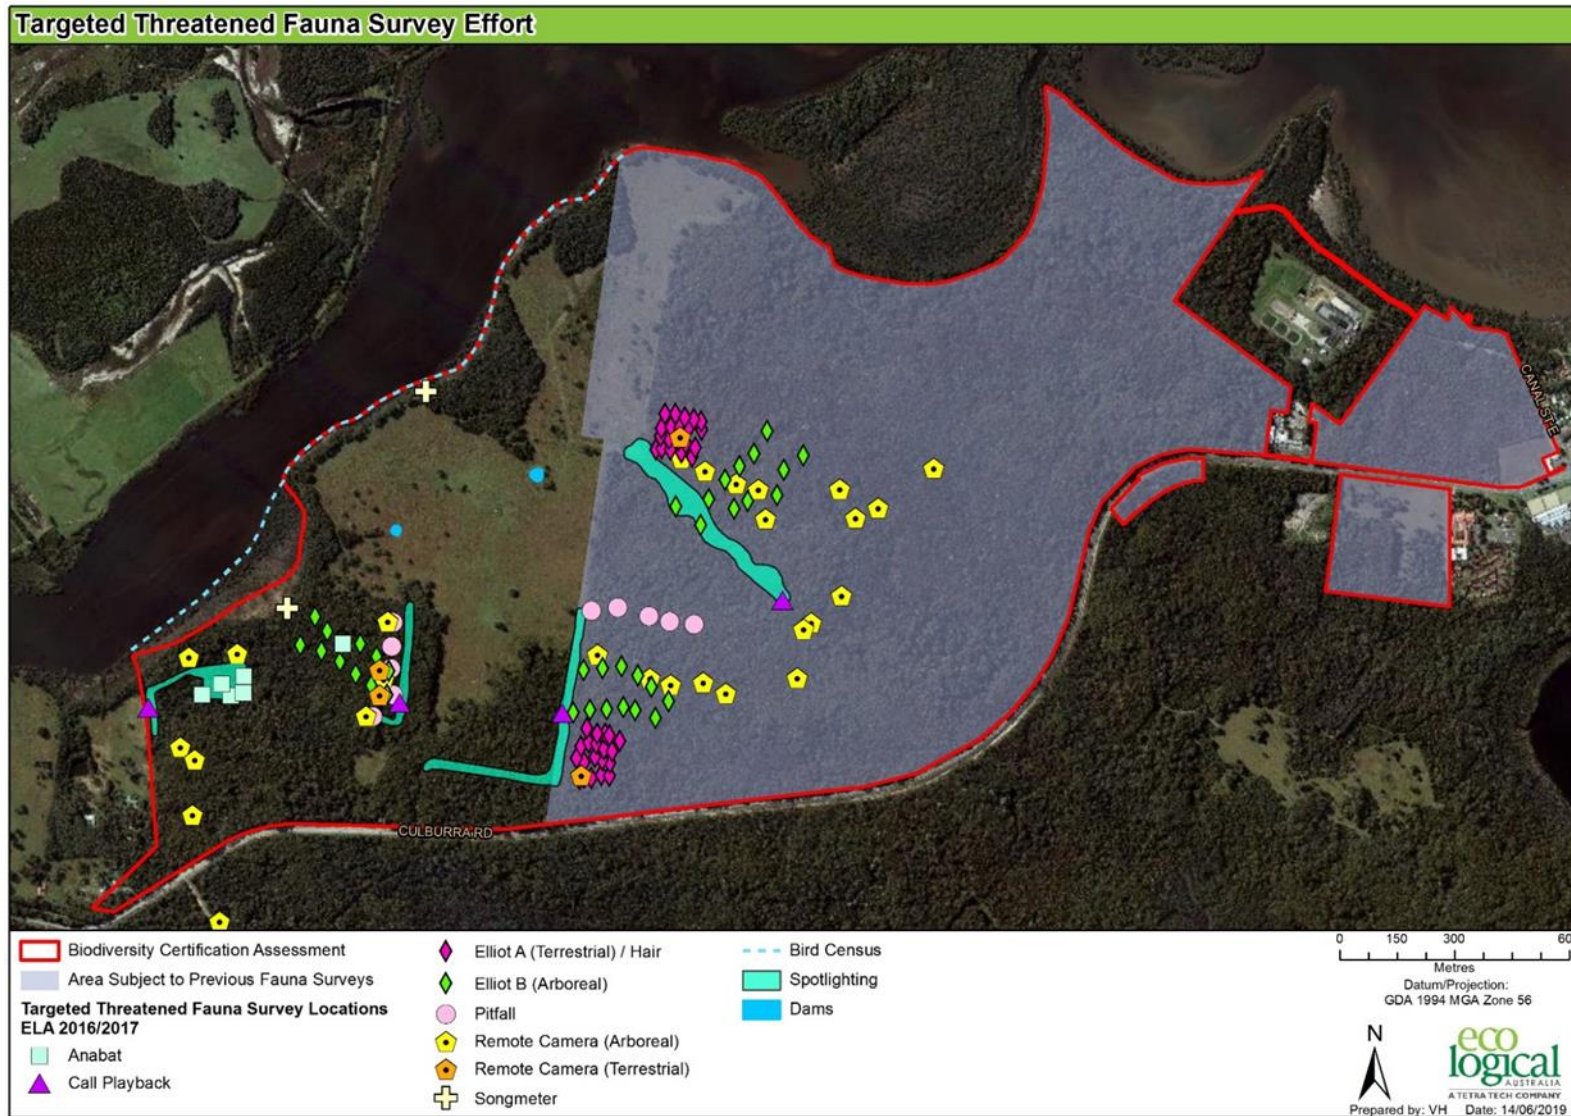 Targeted Threatened Fauna Survey Effort
CANAL ST E
CULBURRA RD
Biodiversity Certification Assessment
Area Subject to Previous Fauna Surveys
Targeted Threatened Fauna Survey Locations
ELA 2016/2017
Anabat
Call Playback
Elliot A (Terrestrial) / Hair
Elliot B (Arboreal)
Pitfall
Remote Camera (Arboreal)
Remote Camera (Terrestrial)
Songmeter
Bird Census
Spotlighting
Dams
0 150 300 60
Metres
Datum/Projection:
GDA 1994 MGA Zone 56
N
eco
logical
AUSTRALIA
A TETRA TECH COMPANY
Prepared by: VH Date: 14/06/2019